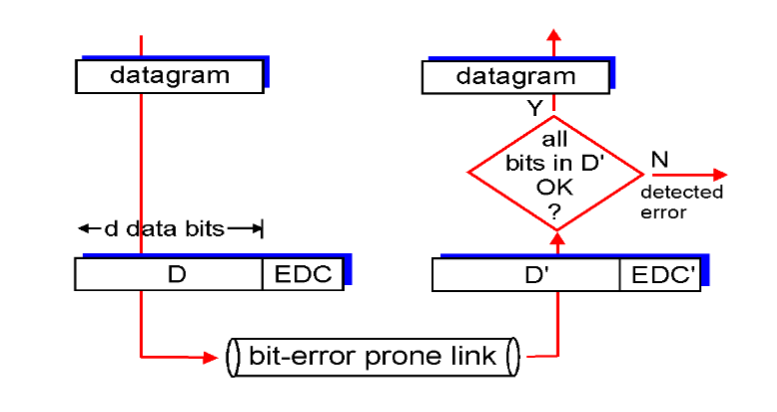 datagram
datagram
Y
all
bits in D'
OK
?
N
detected
error
d data bits
D
EDC
D'
EDC'
bit-error prone link